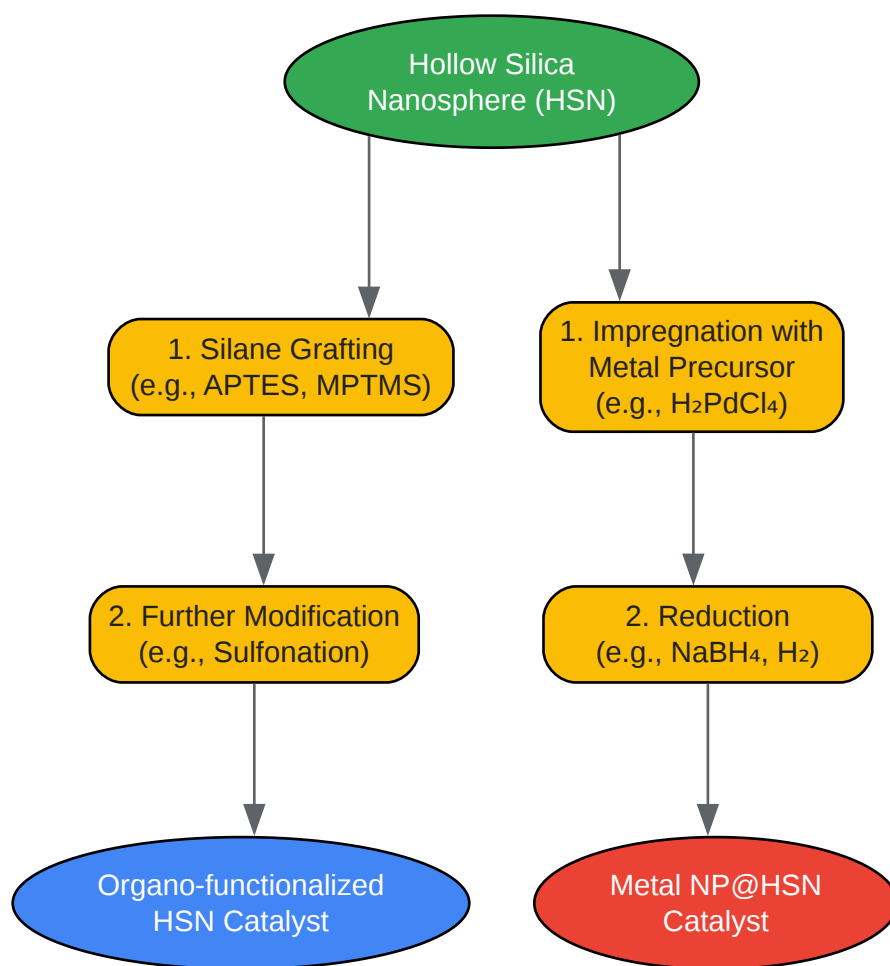 Hollow Silica
Nanosphere (HSN)
1. Silane Grafting
(e.g., APTES, MPTMS)
1. Impregnation with
Metal Precursor
(e.g., H₂PdCl₄)
2. Further Modification
(e.g., Sulfonation)
2. Reduction
(e.g., NaBH₄, H₂)
Organo-functionalized
HSN Catalyst
Metal NP@HSN
Catalyst